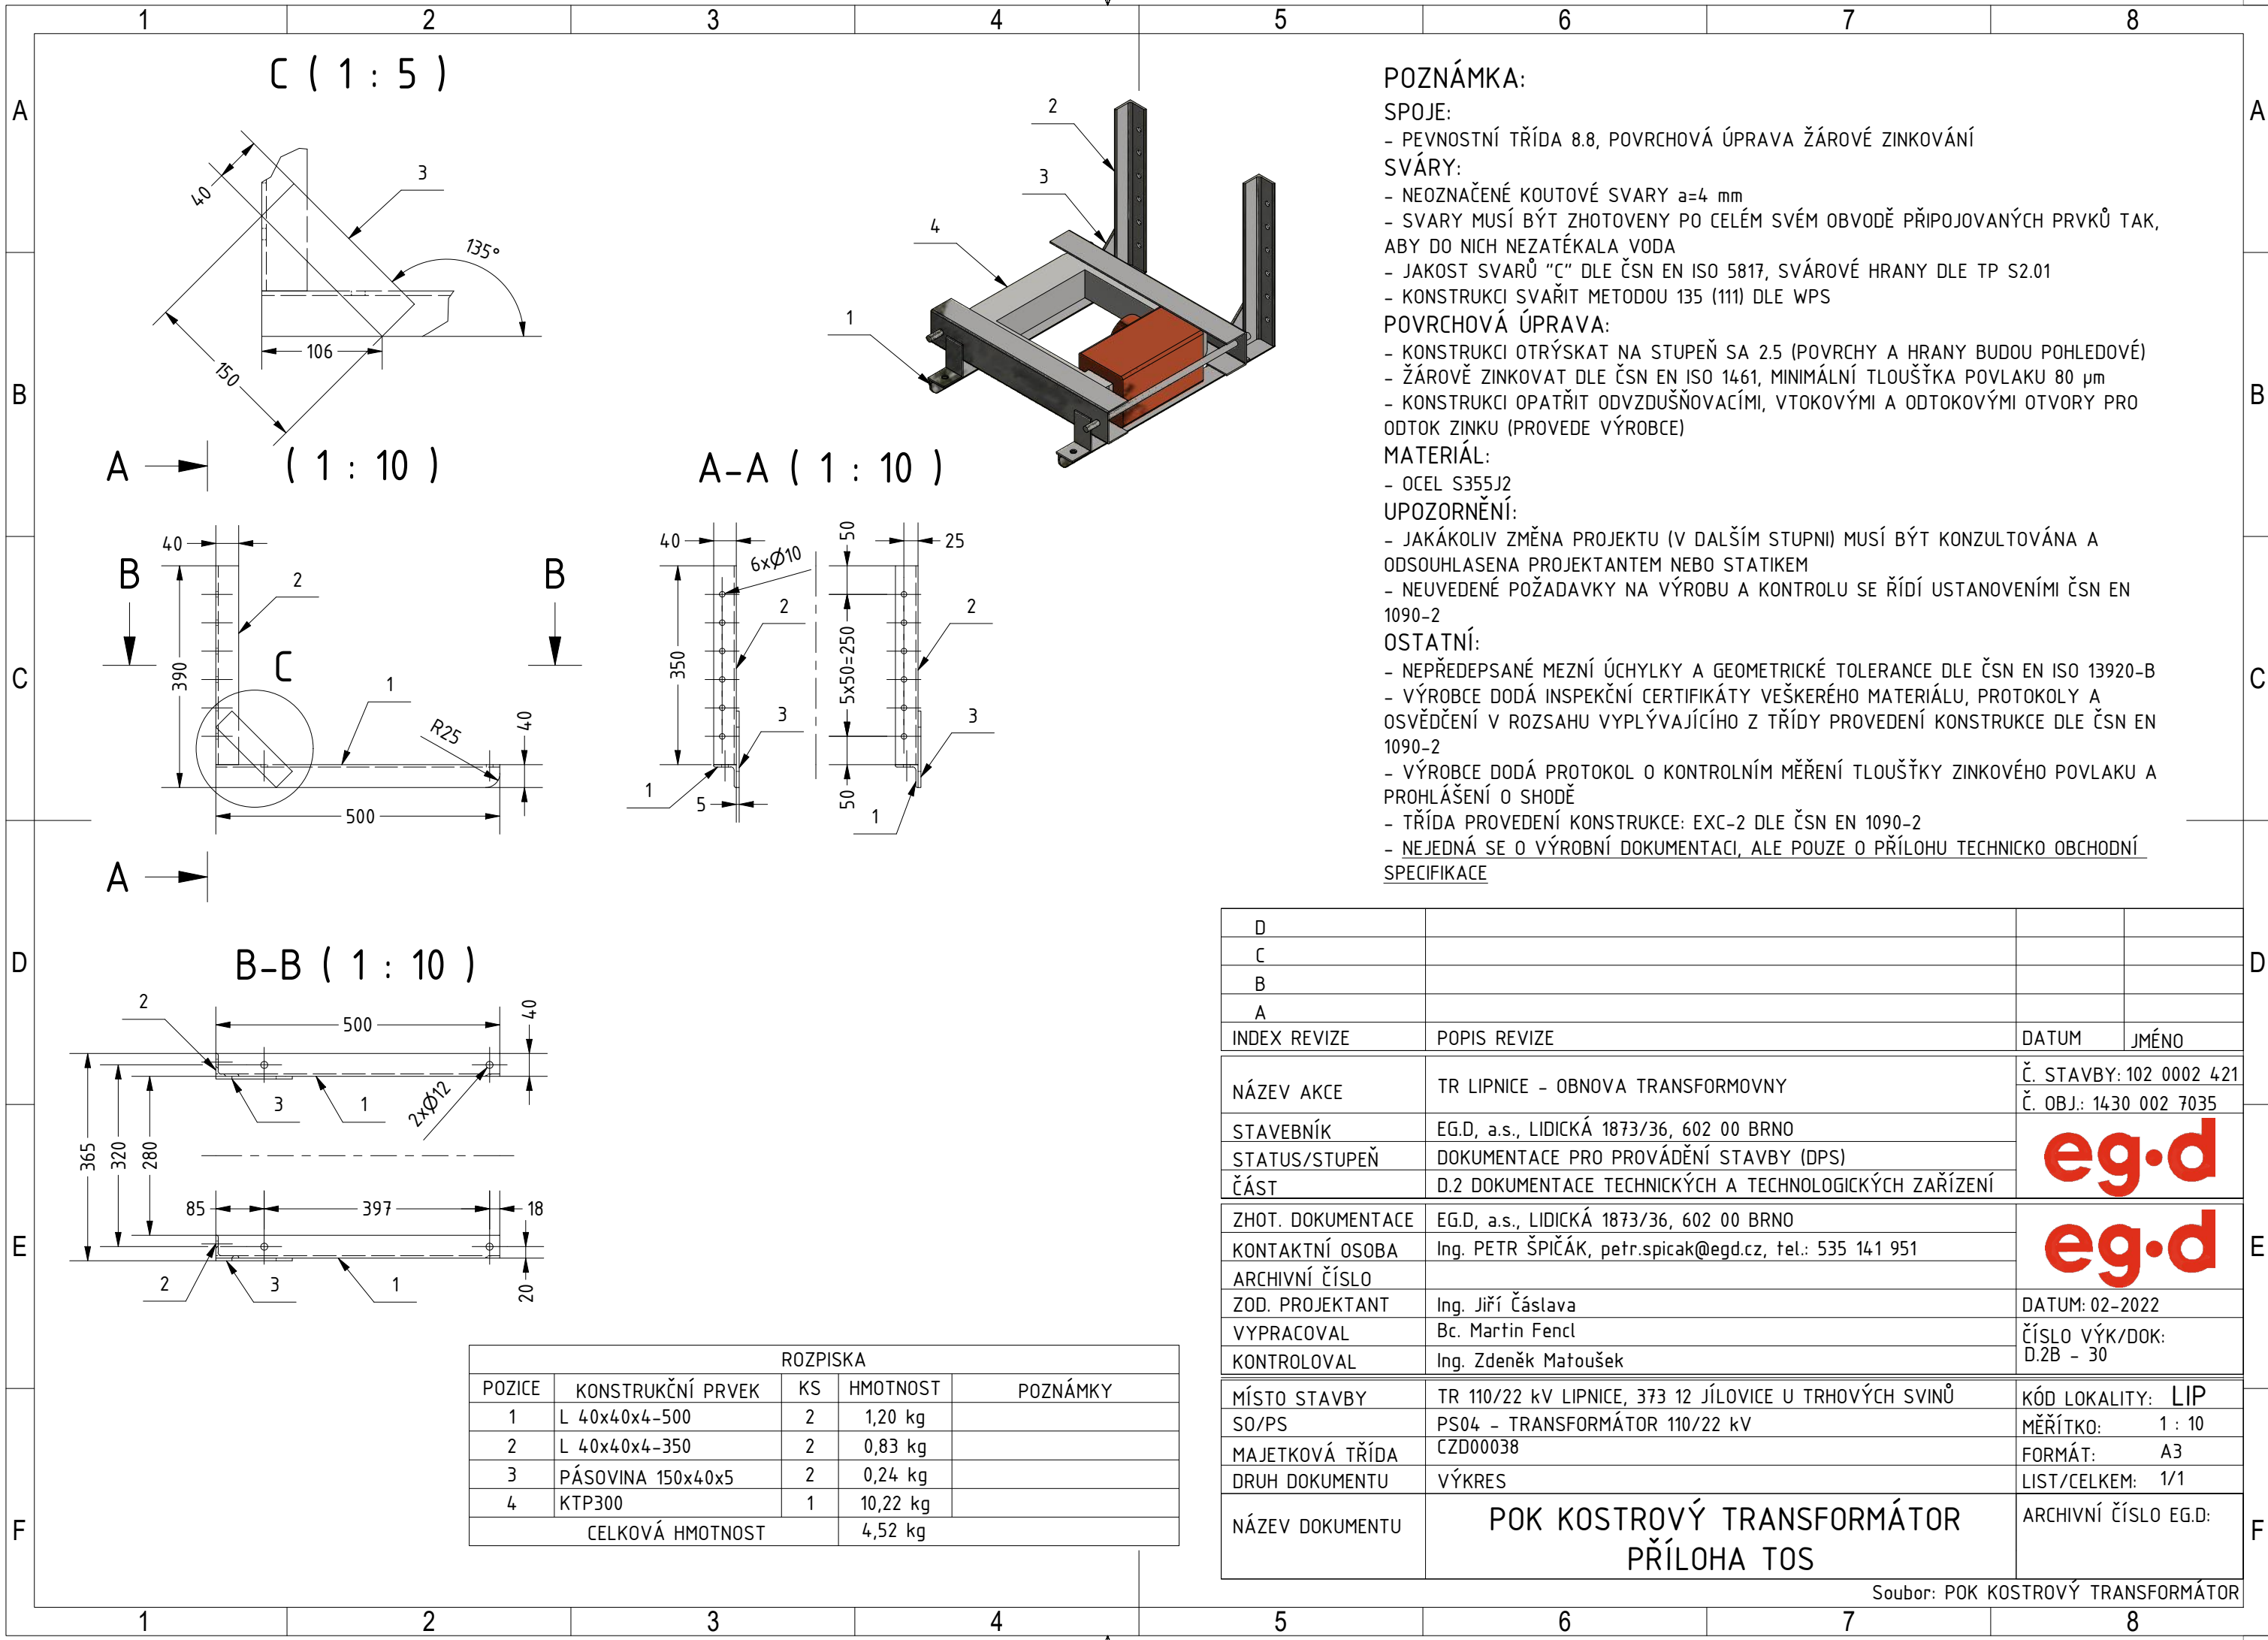 1 2 3 4 5 6 7 8
A
B
C
D
E
F
A
B
C
D
E
F
C ( 1 : 5 )
40
3
135°
106
150
2
3
4
1
A
( 1 : 10 )
40
B
B
2
390
C
1
R25
40
500
A
A-A ( 1 : 10 )
40
50
25
6xØ10
2
2
350
5x50=250
3
3
1
5
50
1
B-B ( 1 : 10 )
2
500
40
3
1
2xØ12
365
320
280
85
397
18
2
3
1
20
POZNÁMKA:
SPOJE:
- PEVNOSTNÍ TŘÍDA 8.8, POVRCHOVÁ ÚPRAVA ŽÁROVÉ ZINKOVÁNÍ
SVÁRY:
- NEOZNAČENÉ KOUTOVÉ SVARY a=4 mm
- SVARY MUSÍ BÝT ZHOTOVENY PO CELÉM SVÉM OBVODĚ PŘIPOJOVANÝCH PRVKŮ TAK,
ABY DO NICH NEZATÉKALA VODA
- JAKOST SVARŮ "C" DLE ČSN EN ISO 5817, SVÁROVÉ HRANY DLE TP S2.01
- KONSTRUKCI SVAŘIT METODOU 135 (111) DLE WPS
POVRCHOVÁ ÚPRAVA:
- KONSTRUKCI OTRÝSKAT NA STUPEŇ SA 2.5 (POVRCHY A HRANY BUDOU POHLEDOVÉ)
- ŽÁROVĚ ZINKOVAT DLE ČSN EN ISO 1461, MINIMÁLNÍ TLOUŠŤKA POVLAKU 80 µm
- KONSTRUKCI OPATŘIT ODVZDUŠŇOVACÍMI, VTOKOVÝMI A ODTOKOVÝMI OTVORY PRO
ODTOK ZINKU (PROVEDE VÝROBCE)
MATERIÁL:
- OCEL S355J2
UPOZORNĚNÍ:
- JAKÁKOLIV ZMĚNA PROJEKTU (V DALŠÍM STUPNI) MUSÍ BÝT KONZULTOVÁNA A
ODSOUHLASENA PROJEKTANTEM NEBO STATIKEM
- NEUVEDENÉ POŽADAVKY NA VÝROBU A KONTROLU SE ŘÍDÍ USTANOVENÍMI ČSN EN
1090-2
OSTATNÍ:
- NEPŘEDEPSANÉ MEZNÍ ÚCHYLKY A GEOMETRICKÉ TOLERANCE DLE ČSN EN ISO 13920-B
- VÝROBCE DODÁ INSPEKČNÍ CERTIFIKÁTY VEŠKERÉHO MATERIÁLU, PROTOKOLY A
OSVĚDČENÍ V ROZSAHU VYPLÝVAJÍCÍHO Z TŘÍDY PROVEDENÍ KONSTRUKCE DLE ČSN EN
1090-2
- VÝROBCE DODÁ PROTOKOL O KONTROLNÍM MĚŘENÍ TLOUŠŤKY ZINKOVÉHO POVLAKU A
PROHLÁŠENÍ O SHODĚ
- TŘÍDA PROVEDENÍ KONSTRUKCE: EXC-2 DLE ČSN EN 1090-2
- NEJEDNÁ SE O VÝROBNÍ DOKUMENTACI, ALE POUZE O PŘÍLOHU TECHNICKO OBCHODNÍ
SPECIFIKACE
ROZPISKA
POZICE KONSTRUKČNÍ PRVEK KS HMOTNOST POZNÁMKY
1 L 40x40x4-500 2 1,20 kg
2 L 40x40x4-350 2 0,83 kg
3 PÁSOVINA 150x40x5 2 0,24 kg
4 KTP300 1 10,22 kg
CELKOVÁ HMOTNOST 4,52 kg
D
C
B
A
INDEX REVIZE POPIS REVIZE DATUM JMÉNO
NÁZEV AKCE TR LIPNICE - OBNOVA TRANSFORMOVNY Č. STAVBY: 102 0002 421
Č. OBJ.: 1430 002 7035
STAVEBNÍK EG.D, a.s., LIDICKÁ 1873/36, 602 00 BRNO
eg·d
STATUS/STUPEŇ DOKUMENTACE PRO PROVÁDĚNÍ STAVBY (DPS)
ČÁST D.2 DOKUMENTACE TECHNICKÝCH A TECHNOLOGICKÝCH ZAŘÍZENÍ
ZHOT. DOKUMENTACE EG.D, a.s., LIDICKÁ 1873/36, 602 00 BRNO
eg·d
KONTAKTNÍ OSOBA Ing. PETR ŠPIČÁK, petr.spicak@egd.cz, tel.: 535 141 951
ARCHIVNÍ ČÍSLO
ZOD. PROJEKTANT Ing. Jiří Čáslava DATUM: 02-2022
VYPRACOVAL Bc. Martin Fencl ČÍSLO VÝK/DOK:
D.2B - 30
KONTROLOVAL Ing. Zdeněk Matoušek
MÍSTO STAVBY TR 110/22 kV LIPNICE, 373 12 JÍLOVICE U TRHOVÝCH SVINŮ KÓD LOKALITY: LIP
SO/PS PS04 - TRANSFORMÁTOR 110/22 kV MĚŘÍTKO: 1 : 10
MAJETKOVÁ TŘÍDA CZD00038 FORMÁT: A3
DRUH DOKUMENTU VÝKRES LIST/CELKEM: 1/1
NÁZEV DOKUMENTU POK KOSTROVÝ TRANSFORMÁTOR ARCHIVNÍ ČÍSLO EG.D:
PŘÍLOHA TOS
Soubor: POK KOSTROVÝ TRANSFORMÁTOR
1 2 3 4 5 6 7 8